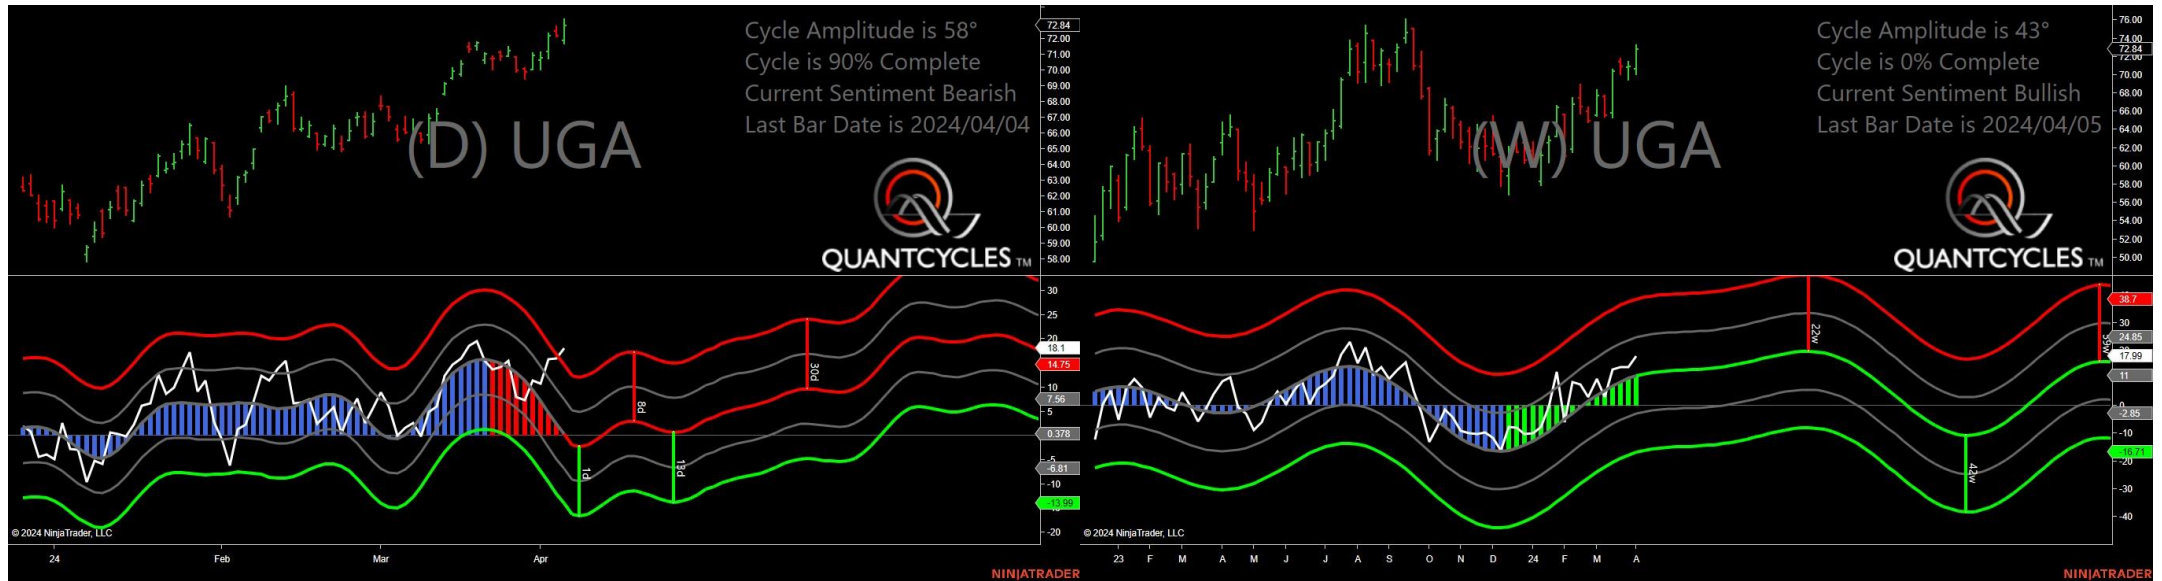 Cycle Amplitude is 58°
Cycle is 90% Complete
Current Sentiment Bearish
Last Bar Date is 2024/04/04
(D) UGA
QUANTCYCLES TM
72.84
72.00
71.00
70.00
69.00
68.00
67.00
66.00
65.00
64.00
63.00
62.00
61.00
60.00
59.00
58.00
30
25
20
18.1
14.75
10
7.56
5
0.378
-5
-6.81
-10
-13.99
-20
1d
8d
13d
30d
© 2024 NinjaTrader, LLC
24 Feb Mar Apr
NINJATRADER
Cycle Amplitude is 43°
Cycle is 0% Complete
Current Sentiment Bullish
Last Bar Date is 2024/04/05
(W) UGA
QUANTCYCLES TM
76.00
74.00
72.84
72.00
70.00
68.00
66.00
64.00
62.00
60.00
58.00
56.00
54.00
52.00
50.00
38.7
30
24.85
17.99
11
0
-2.85
-10
-16.71
-20
-30
-40
22w
42w
59w
© 2024 NinjaTrader, LLC
23 F M A M J J A S O N D 24 F M A
NINJATRADER